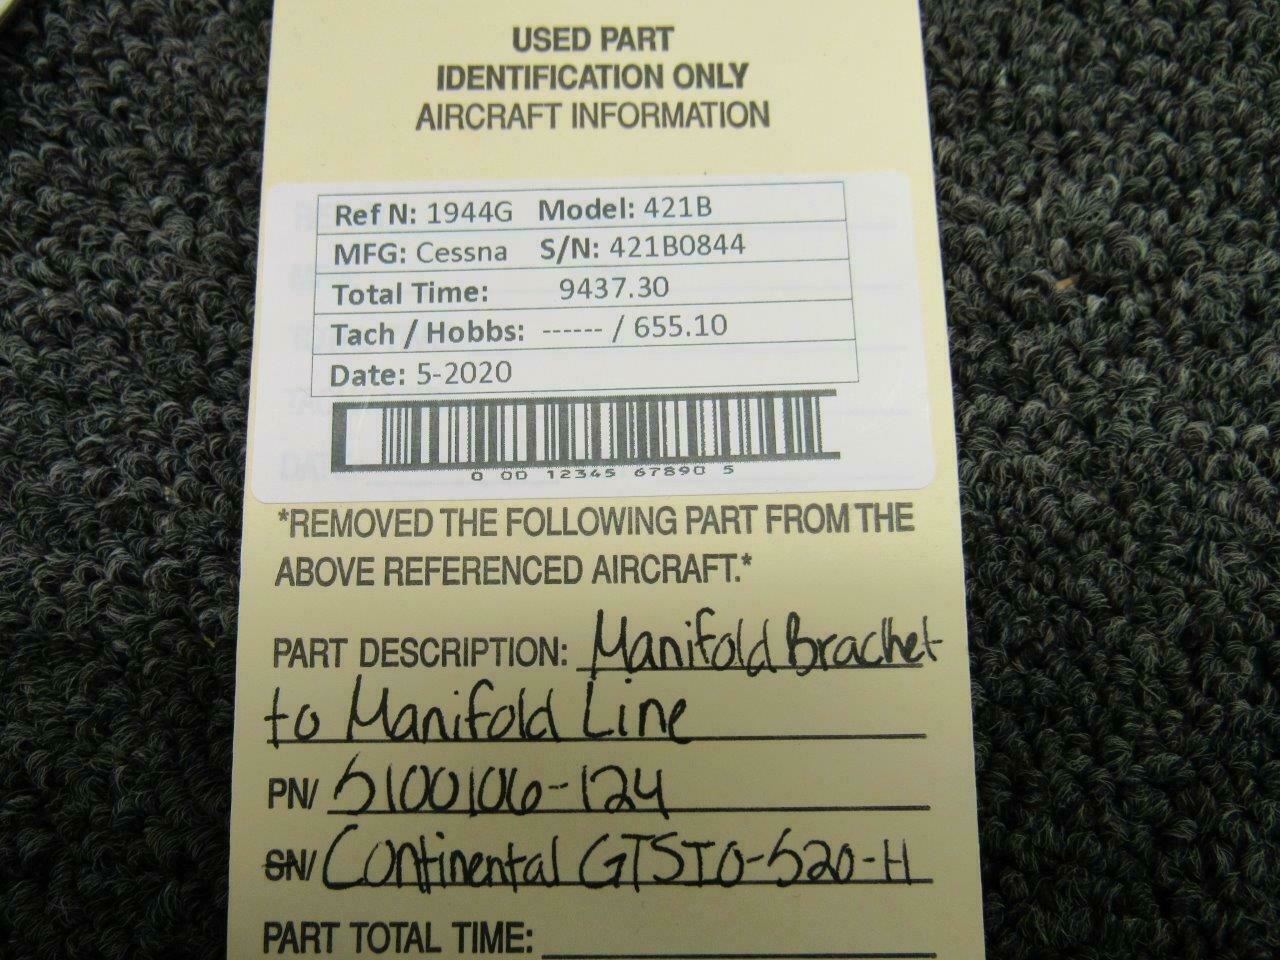 USED PART
IDENTIFICATION ONLY
AIRCRAFT INFORMATION
Ref N: 1944G Model: 421B
MFG: Cessna S/N: 421B0844
Total Time: 9437.30
Tach / Hobbs: ------ / 655.10
Date: 5-2020
0 00 12345 67890 5
*REMOVED THE FOLLOWING PART FROM THE
ABOVE REFERENCED AIRCRAFT.*
PART DESCRIPTION: Manifold Bracket
to Manifold Line
PN/ 5100106-124
SN/ Continental GTSIO-520-H
PART TOTAL TIME: